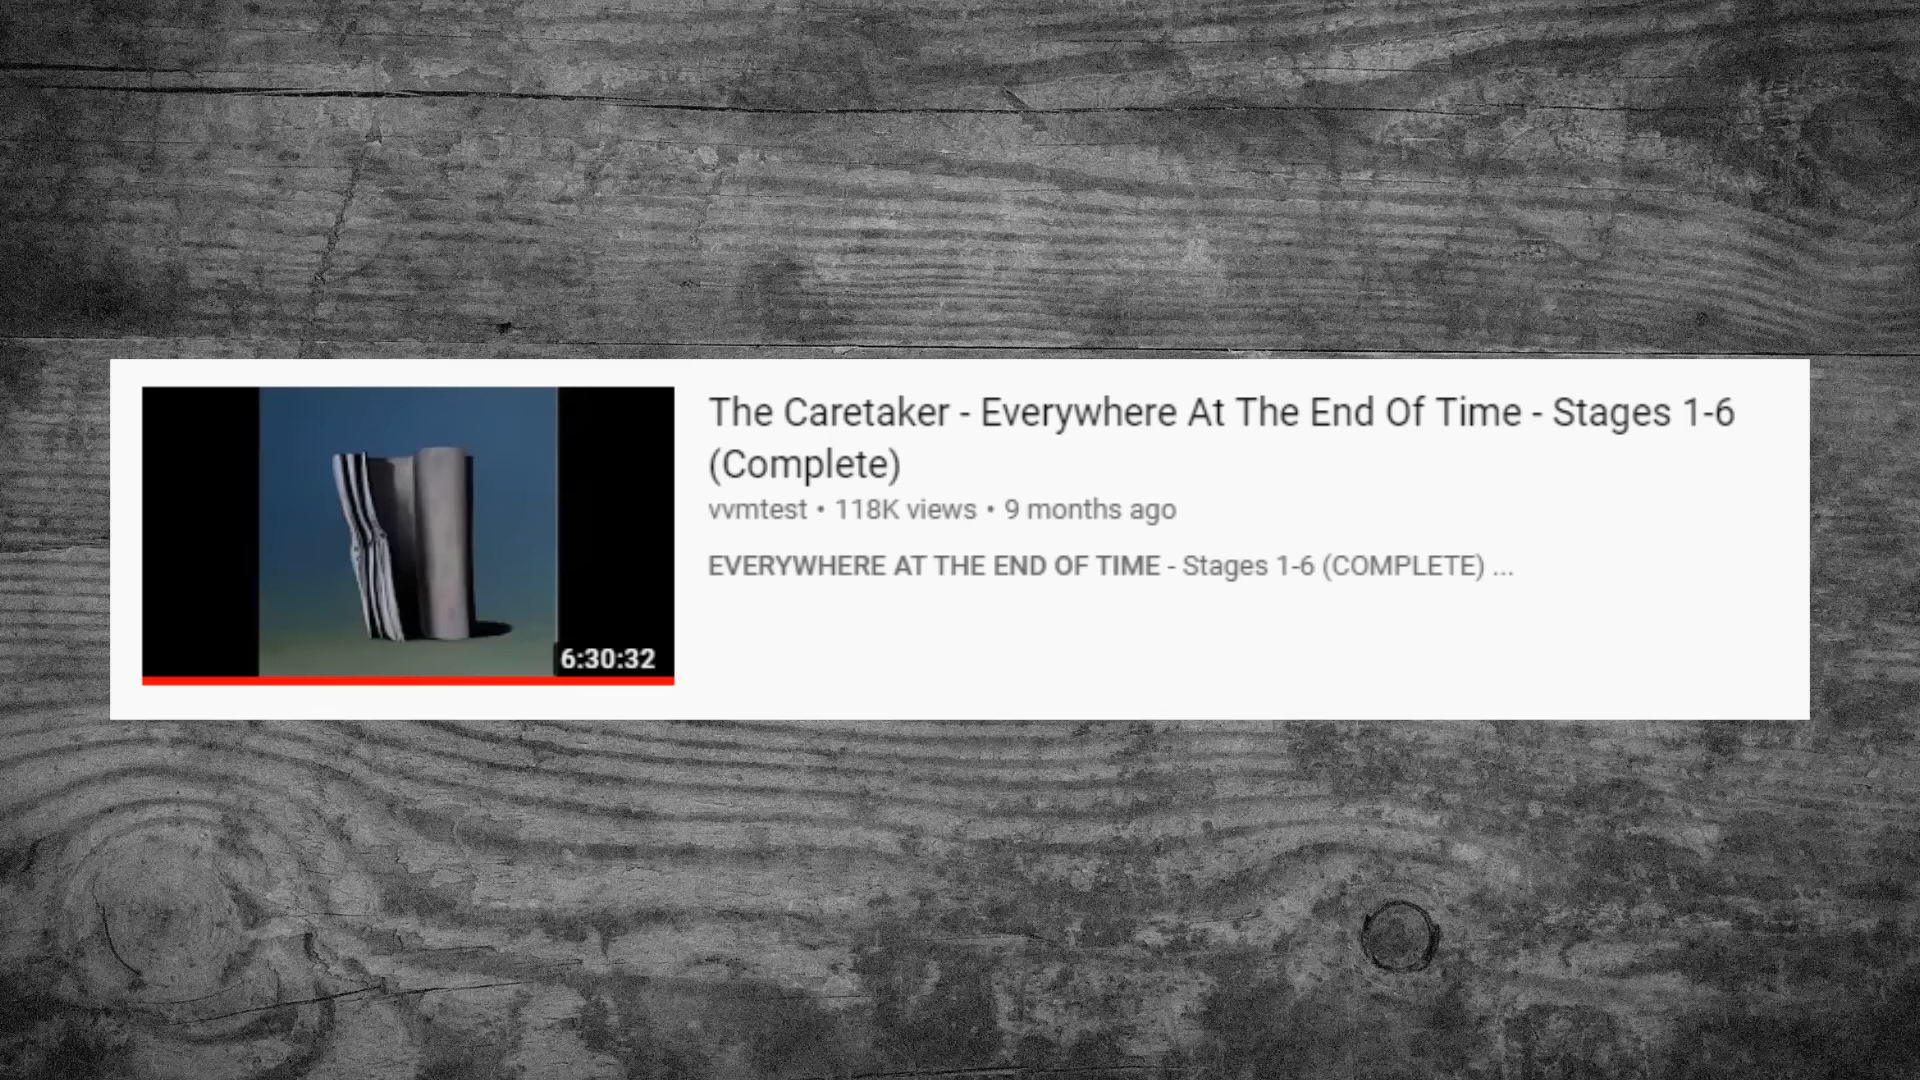 The Caretaker - Everywhere At The End Of Time - Stages 1-6
(Complete)
vvmtest • 118K views • 9 months ago
EVERYWHERE AT THE END OF TIME - Stages 1-6 (COMPLETE) ...
6:30:32